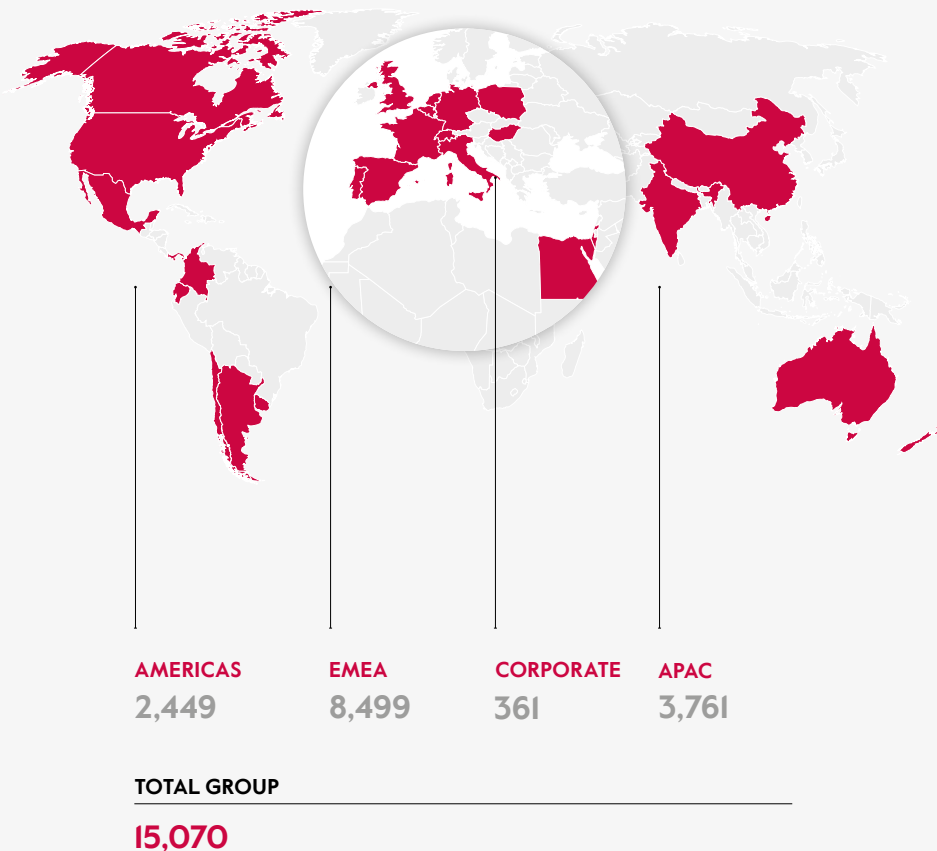 AMERICAS
2,449
EMEA
8,499
CORPORATE
361
APAC
3,761
TOTAL GROUP
15,070